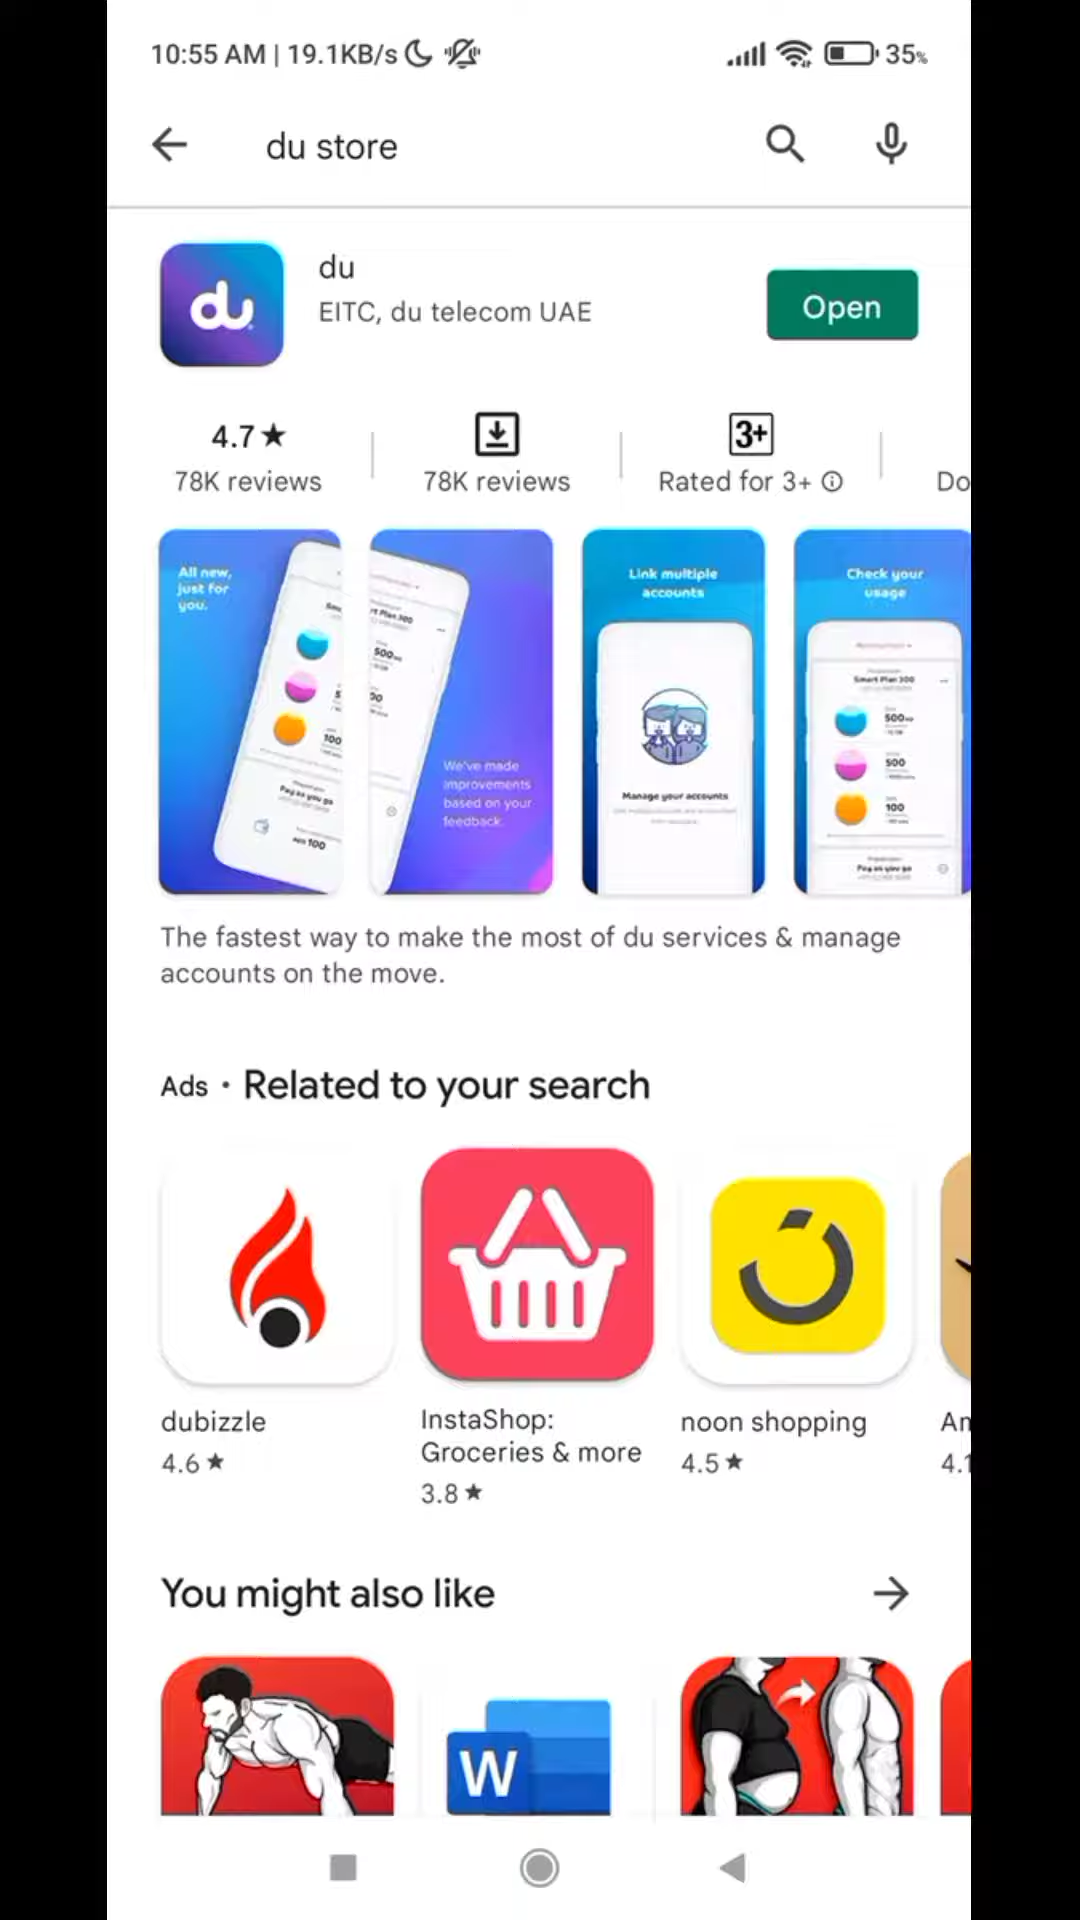 10:55 AM | 19.1KB/s
35%
du store
du
du
EITC, du telecom UAE
Open
4.7★
78K reviews
78K reviews
3+
Rated for 3+
Do
All new,
just for
you.
500
Pay as you go
AED 100
We've made
improvements
based on your
feedback.
Link multiple
accounts
Manage your accounts
Check your
usage
Smart Plan 300
500
500
100
Pay as you go
The fastest way to make the most of du services & manage
accounts on the move.
Ads • Related to your search
dubizzle
4.6 ★
InstaShop:
Groceries & more
3.8 ★
noon shopping
4.5 ★
Am
4.1
You might also like
W